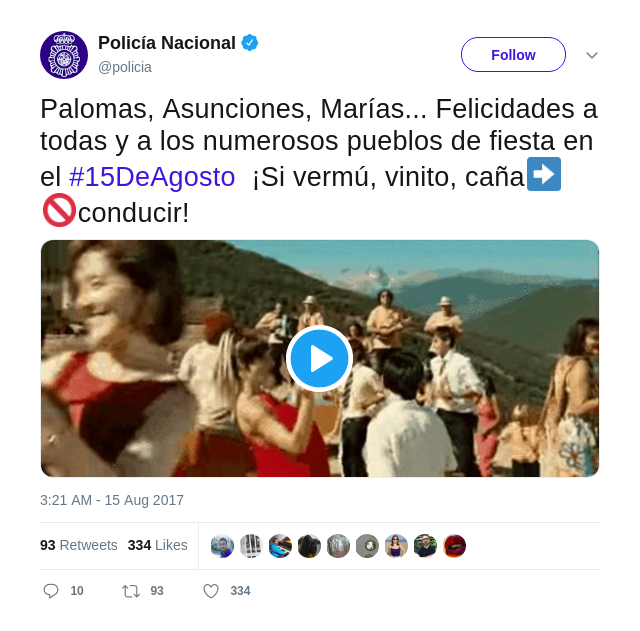 Policía Nacional
@policia
Follow
Palomas, Asunciones, Marías... Felicidades a
todas y a los numerosos pueblos de fiesta en
el #15DeAgosto ¡Si vermú, vinito, caña➡
🚫conducir!
3:21 AM - 15 Aug 2017
93 Retweets 334 Likes
10 93 334